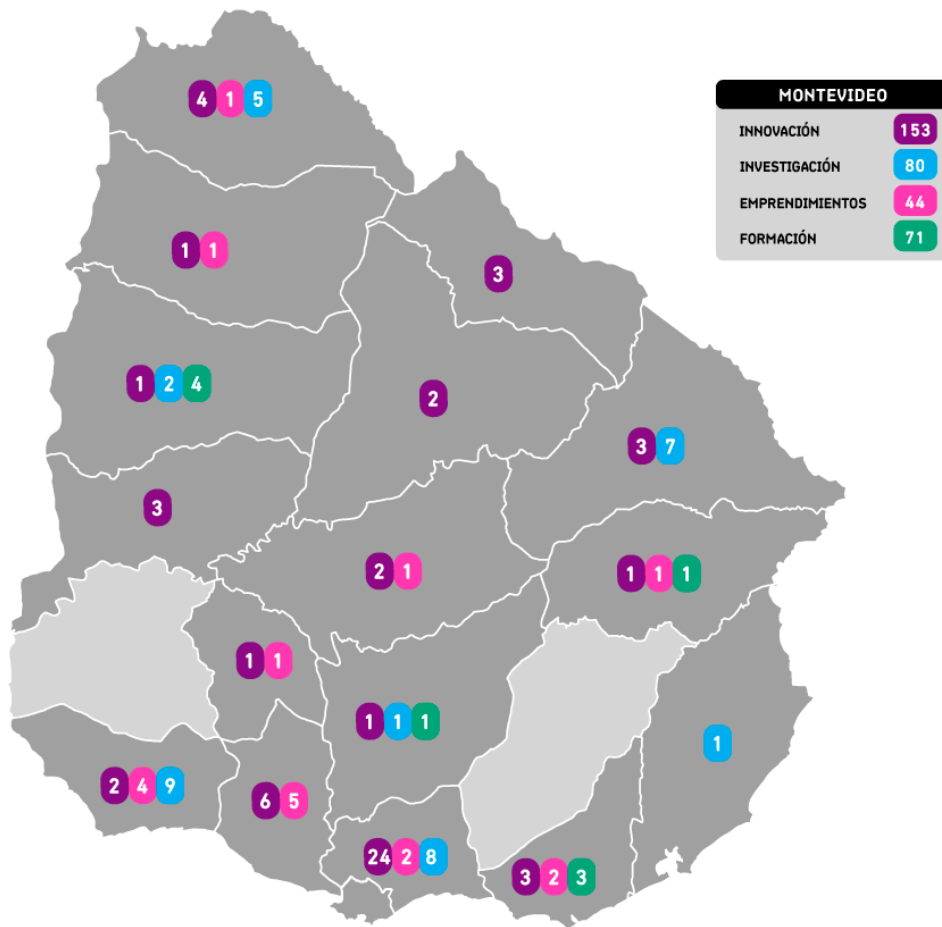 4 1 5
MONTEVIDEO
INNOVACIÓN 153
INVESTIGACIÓN 80
EMPRENDIMIENTOS 44
FORMACIÓN 71
1 1
3
1 2 4
2
3 7
3
2 1
1 1 1
1 1
1 1 1
1
2 4 9
6 5
24 2 8
3 2 3